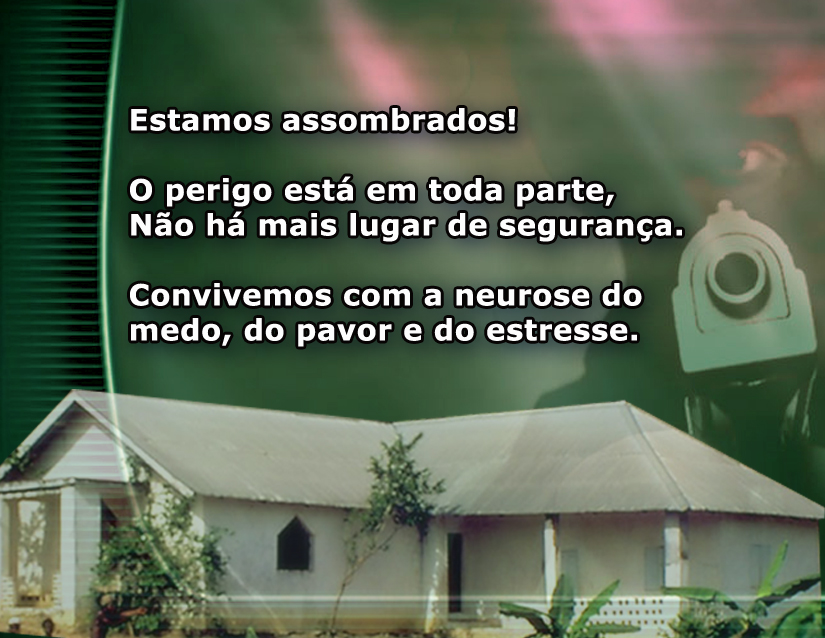 Estamos assombrados!
O perigo está em toda parte,
Não há mais lugar de segurança.
Convivemos com a neurose do
medo, do pavor e do estresse.